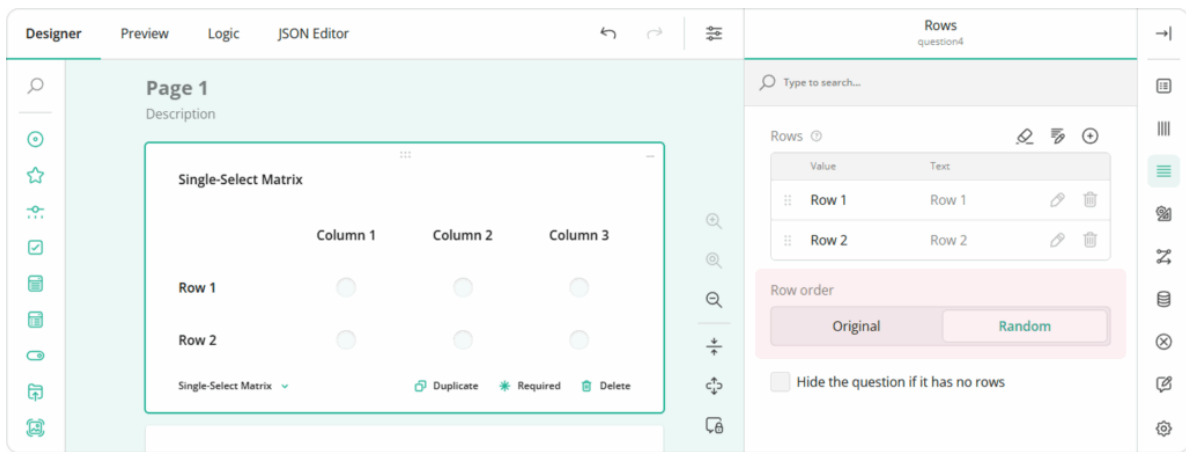 Designer Preview Logic JSON Editor
Rows
question4
Page 1
Description
Single-Select Matrix
Column 1 Column 2 Column 3
Row 1
Row 2
Single-Select Matrix Duplicate Required Delete
Type to search...
Rows
Value Text
Row 1 Row 1
Row 2 Row 2
Row order
Original Random
Hide the question if it has no rows